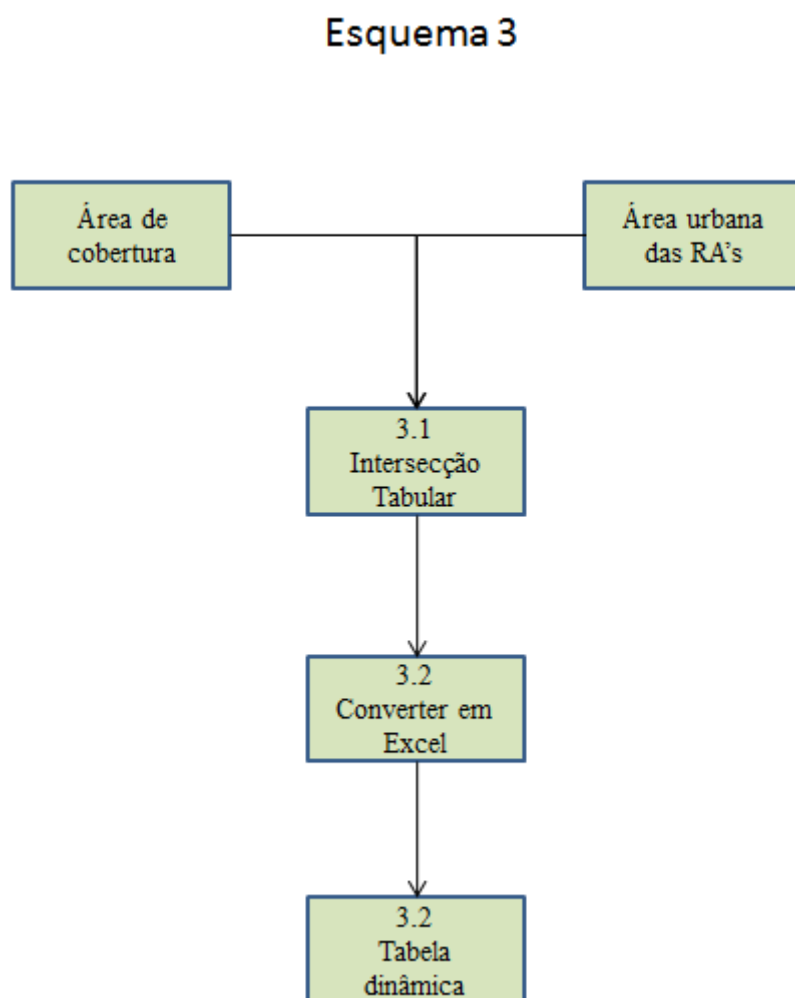 Esquema 3
Área de
cobertura
Área urbana
das RA's
3.1
Intersecção
Tabular
3.2
Converter em
Excel
3.2
Tabela
dinâmica